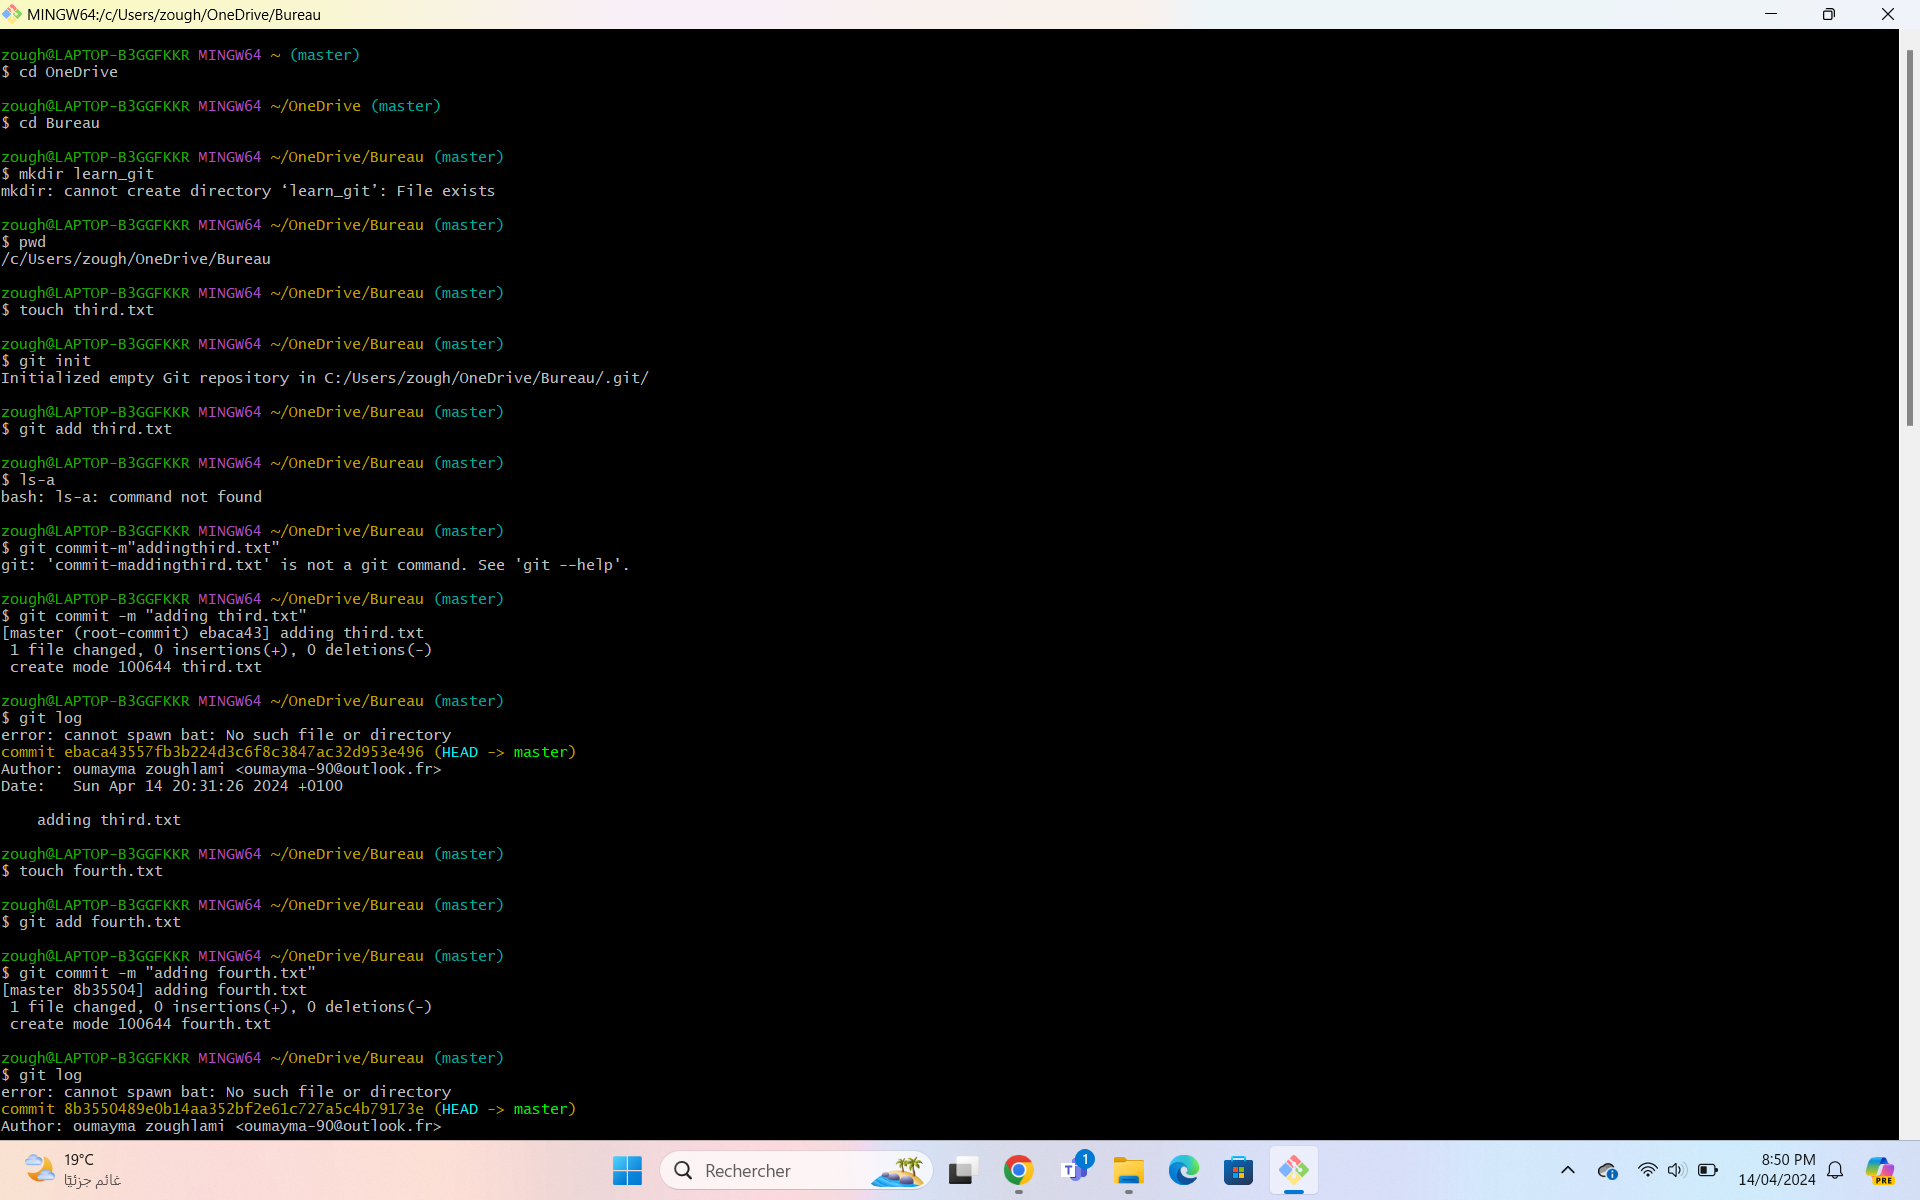 MINGW64:/c/Users/zough/OneDrive/Bureau
zough@LAPTOP-B3GGFKKR MINGW64 ~ (master)
$ cd OneDrive
zough@LAPTOP-B3GGFKKR MINGW64 ~/OneDrive (master)
$ cd Bureau
zough@LAPTOP-B3GGFKKR MINGW64 ~/OneDrive/Bureau (master)
$ mkdir learn_git
mkdir: cannot create directory ‘learn_git’: File exists
zough@LAPTOP-B3GGFKKR MINGW64 ~/OneDrive/Bureau (master)
$ pwd
/c/Users/zough/OneDrive/Bureau
zough@LAPTOP-B3GGFKKR MINGW64 ~/OneDrive/Bureau (master)
$ touch third.txt
zough@LAPTOP-B3GGFKKR MINGW64 ~/OneDrive/Bureau (master)
$ git init
Initialized empty Git repository in C:/Users/zough/OneDrive/Bureau/.git/
zough@LAPTOP-B3GGFKKR MINGW64 ~/OneDrive/Bureau (master)
$ git add third.txt
zough@LAPTOP-B3GGFKKR MINGW64 ~/OneDrive/Bureau (master)
$ ls-a
bash: ls-a: command not found
zough@LAPTOP-B3GGFKKR MINGW64 ~/OneDrive/Bureau (master)
$ git commit-m"addingthird.txt"
git: 'commit-maddingthird.txt' is not a git command. See 'git --help'.
zough@LAPTOP-B3GGFKKR MINGW64 ~/OneDrive/Bureau (master)
$ git commit -m "adding third.txt"
[master (root-commit) ebaca43] adding third.txt
1 file changed, 0 insertions(+), 0 deletions(-)
create mode 100644 third.txt
zough@LAPTOP-B3GGFKKR MINGW64 ~/OneDrive/Bureau (master)
$ git log
error: cannot spawn bat: No such file or directory
commit ebaca43557fb3b224d3c6f8c3847ac32d953e496 (HEAD -> master)
Author: oumayma zoughlami <oumayma-90@outlook.fr>
Date:   Sun Apr 14 20:31:26 2024 +0100
adding third.txt
zough@LAPTOP-B3GGFKKR MINGW64 ~/OneDrive/Bureau (master)
$ touch fourth.txt
zough@LAPTOP-B3GGFKKR MINGW64 ~/OneDrive/Bureau (master)
$ git add fourth.txt
zough@LAPTOP-B3GGFKKR MINGW64 ~/OneDrive/Bureau (master)
$ git commit -m "adding fourth.txt"
[master 8b35504] adding fourth.txt
1 file changed, 0 insertions(+), 0 deletions(-)
create mode 100644 fourth.txt
zough@LAPTOP-B3GGFKKR MINGW64 ~/OneDrive/Bureau (master)
$ git log
error: cannot spawn bat: No such file or directory
commit 8b3550489e0b14aa352bf2e61c727a5c4b79173e (HEAD -> master)
Author: oumayma zoughlami <oumayma-90@outlook.fr>
19°C
غائم جزئيًا
Rechercher
1
8:50 PM
14/04/2024
PRE